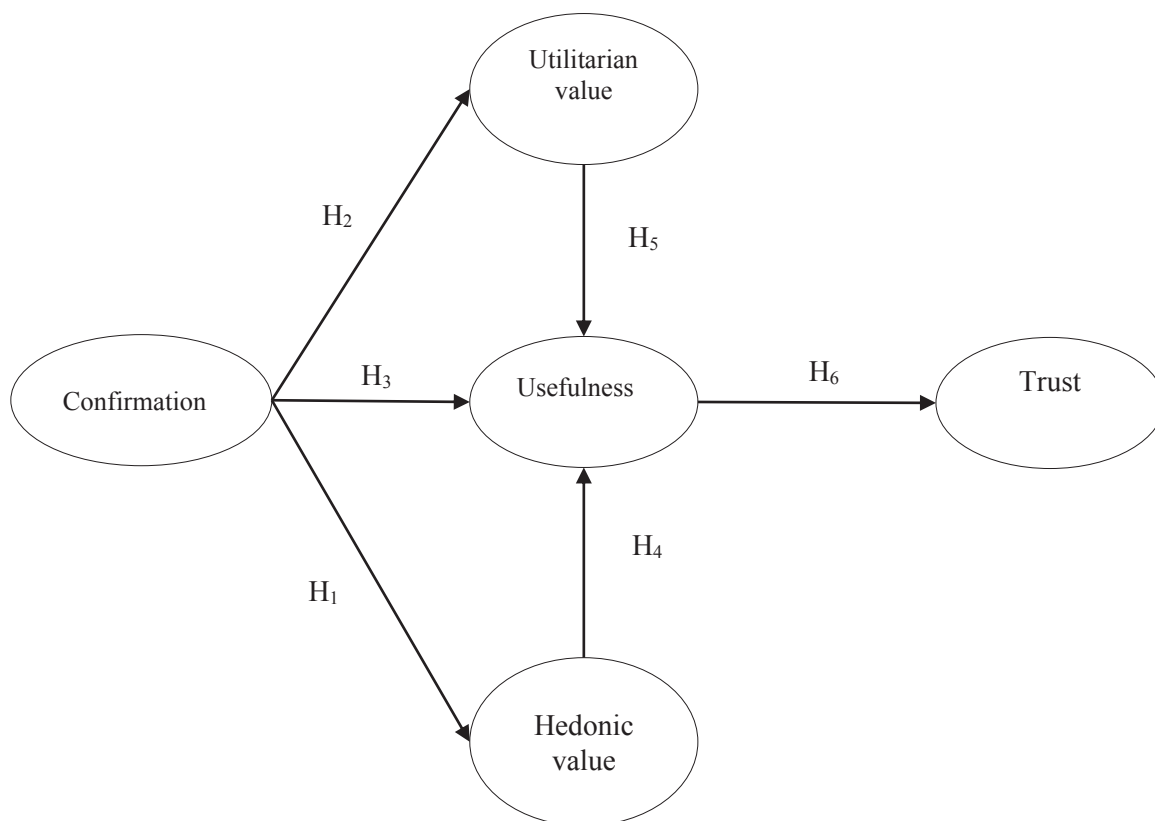 Utilitarian
value
H₂
H₅
Confirmation
H₃
Usefulness
H₆
Trust
H₄
H₁
Hedonic
value